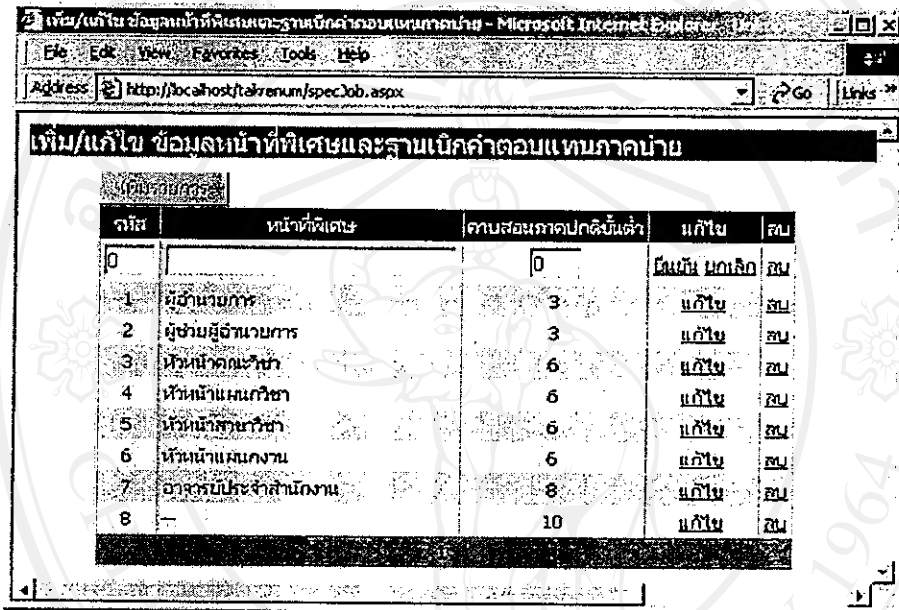 เพิ่ม/แก้ไข ข้อมูลหน้าที่พิเศษและฐานเบิกค่าตอบแทนภาคบ่าย - Microsoft Internet Explorer
File Edit View Favorites Tools Help
Address http://localhost/takrenum/specJob.aspx Go Links »
เพิ่ม/แก้ไข ข้อมูลหน้าที่พิเศษและฐานเบิกค่าตอบแทนภาคบ่าย
เพิ่มรายการ
รหัส หน้าที่พิเศษ คาบสอนภาคปกติขั้นต่ำ แก้ไข ลบ
0 0 ยืนยัน ยกเลิก ลบ
1 ผู้อำนวยการ 3 แก้ไข ลบ
2 ผู้ช่วยผู้อำนวยการ 3 แก้ไข ลบ
3 หัวหน้าคณะวิชา 6 แก้ไข ลบ
4 หัวหน้าแผนกวิชา 6 แก้ไข ลบ
5 หัวหน้าสาขาวิชา 6 แก้ไข ลบ
6 หัวหน้าแผนกงาน 6 แก้ไข ลบ
7 อาจารย์ประจำสำนักงาน 8 แก้ไข ลบ
8 --- 10 แก้ไข ลบ
1964